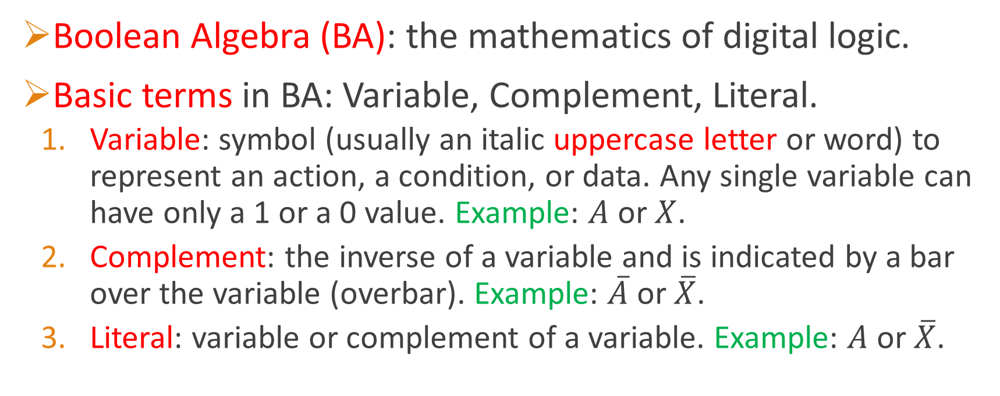 ➢Boolean Algebra (BA): the mathematics of digital logic.
➢Basic terms in BA: Variable, Complement, Literal.
1. Variable: symbol (usually an italic uppercase letter or word) to
represent an action, a condition, or data. Any single variable can
have only a 1 or a 0 value. Example: A or X.
2. Complement: the inverse of a variable and is indicated by a bar
over the variable (overbar). Example: A̅ or X̅.
3. Literal: variable or complement of a variable. Example: A or X̅.